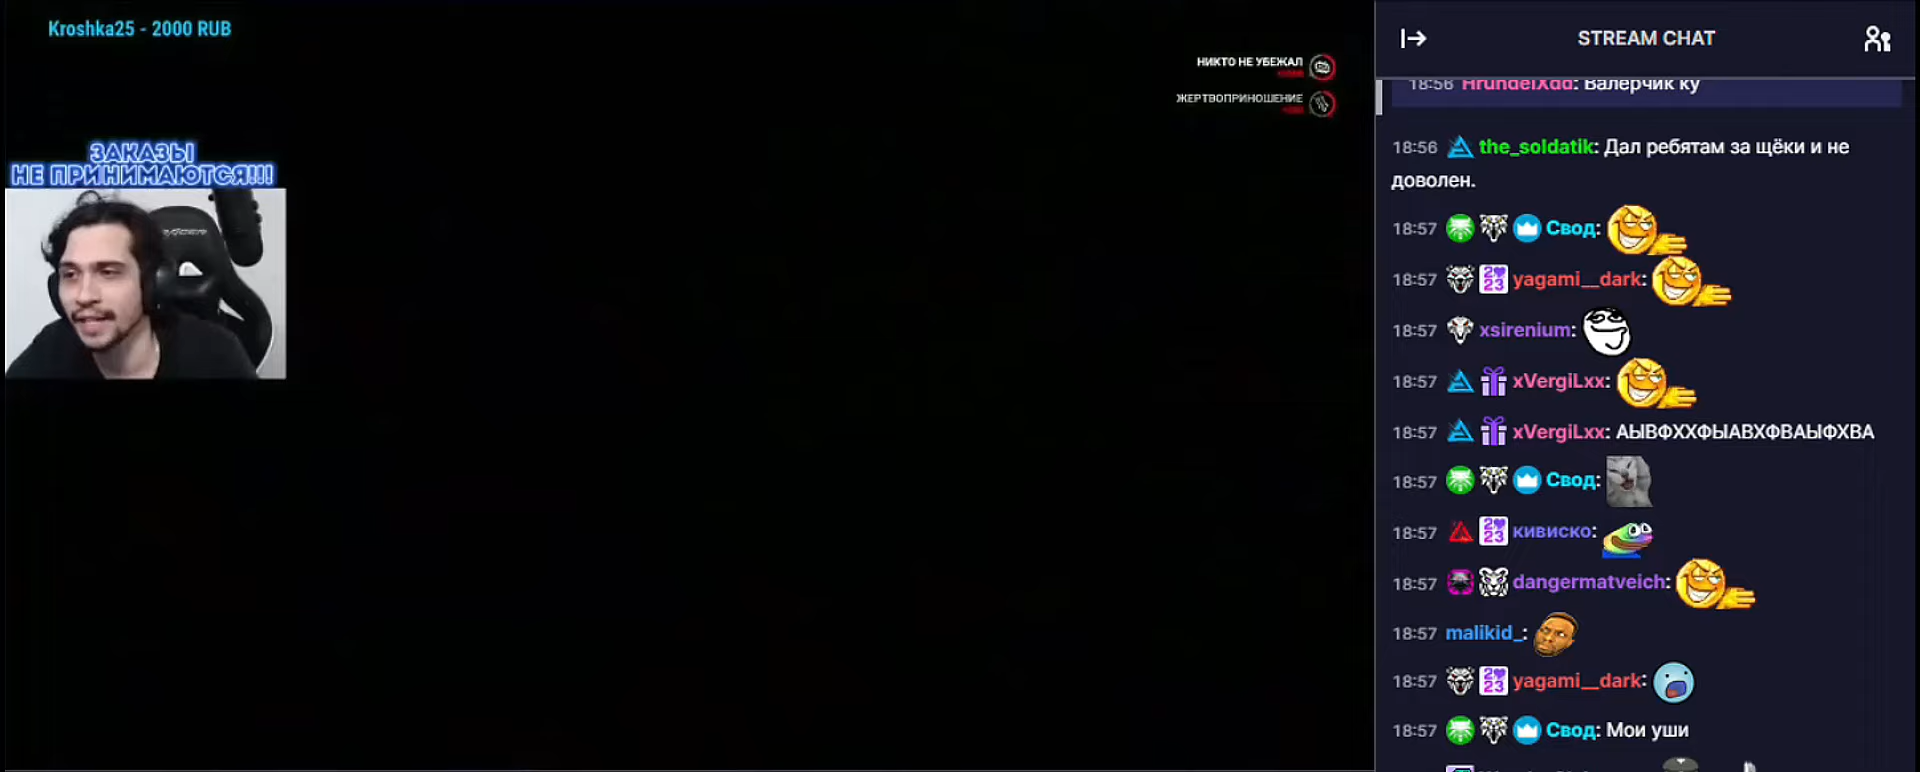 Kroshka25 - 2000 RUB
НИКТО НЕ УБЕЖАЛ
ЖЕРТВОПРИНОШЕНИЕ
ЗАКАЗЫ
НЕ ПРИНИМАЮТСЯ!!!
STREAM CHAT
18:56 HrundelXdd: Валерчик ку
18:56 the_soldatik: Дал ребятам за щёки и не
доволен.
18:57 Свод:
18:57 yagami__dark:
18:57 xsirenium:
18:57 xVergiLxx:
18:57 xVergiLxx: АЫВФХХФЫАВХФВАЫФХВА
18:57 Свод:
18:57 кивиско:
18:57 dangermatveich:
18:57 malikid_:
18:57 yagami__dark:
18:57 Свод: Мои уши